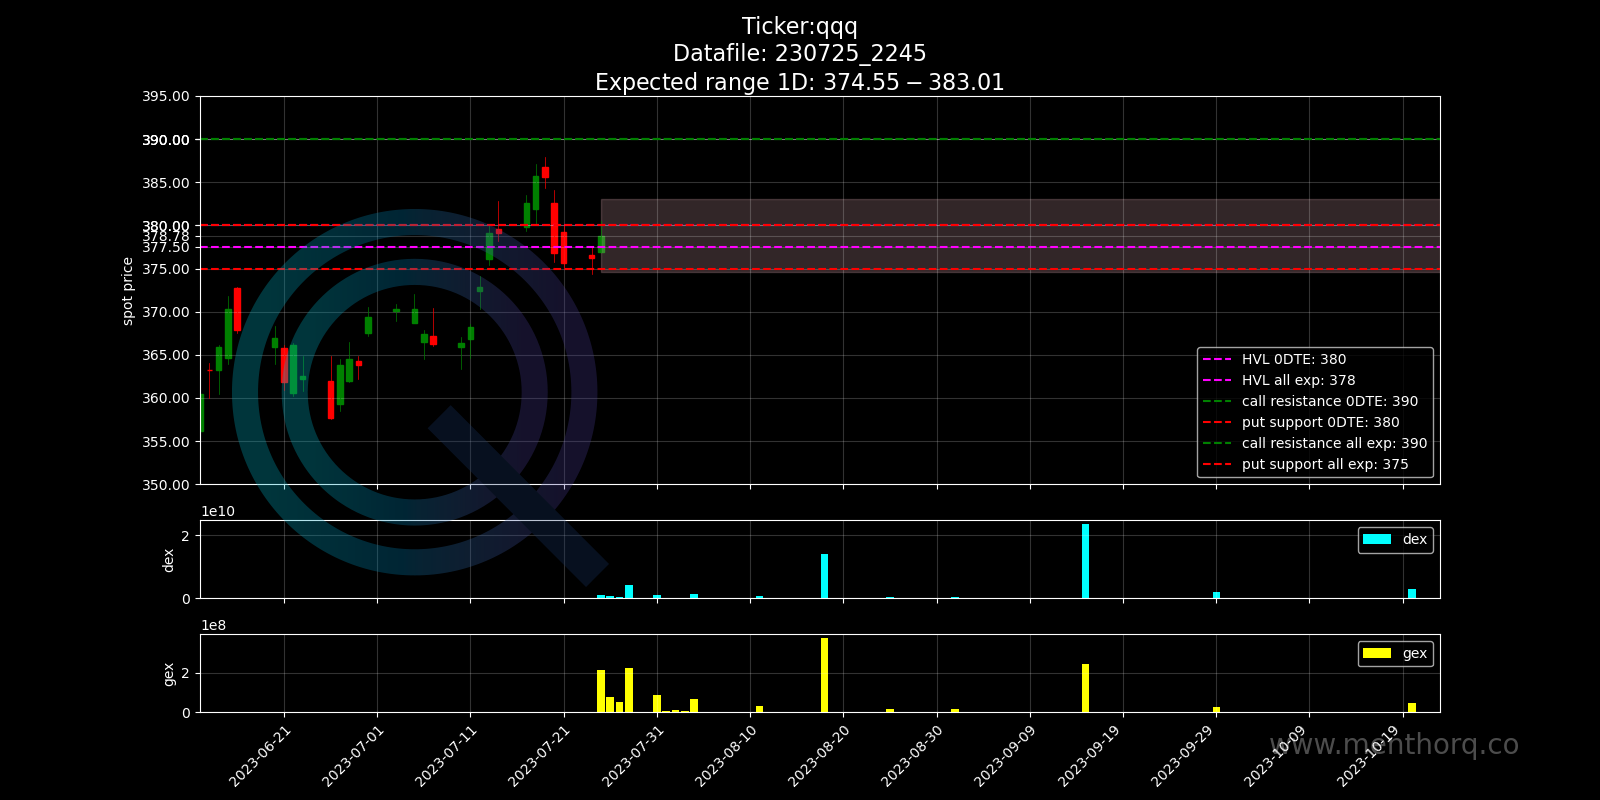 Ticker:qqq
Datafile: 230725_2245
Expected range 1D: 374.55 − 383.01
395.00
390.00
385.00
380.00
378.78
377.50
375.00
370.00
365.00
360.00
355.00
350.00
spot price
HVL 0DTE: 380
HVL all exp: 378
call resistance 0DTE: 390
put support 0DTE: 380
call resistance all exp: 390
put support all exp: 375
1e10
2
0
dex
dex
1e8
2
0
gex
gex
2023-06-21
2023-07-01
2023-07-11
2023-07-21
2023-07-31
2023-08-10
2023-08-20
2023-08-30
2023-09-09
2023-09-19
2023-09-29
2023-10-09
2023-10-19
www.menthorq.co